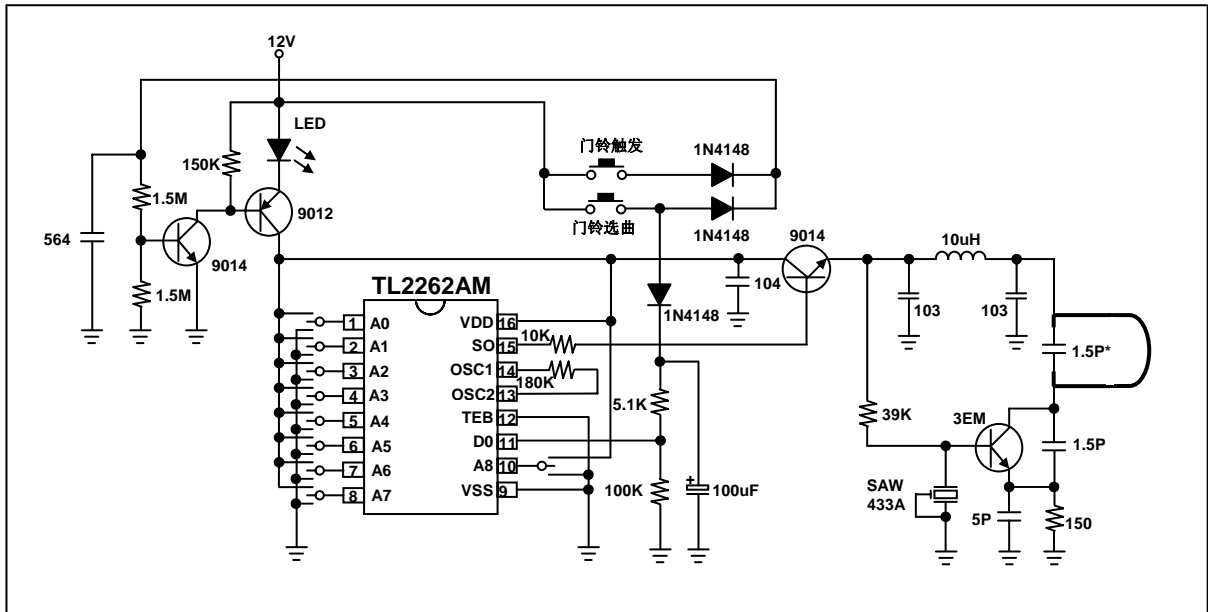 12V
LED
150K
1.5M
564
9012
9014
1.5M
门铃触发
1N4148
门铃选曲
1N4148
9014
10uH
104
103
103
1N4148
TL2262AM
1 A0
2 A1
3 A2
4 A3
5 A4
6 A5
7 A6
8 A7
VDD 16
SO 15
OSC1 14
OSC2 13
TEB 12
D0 11
A8 10
VSS 9
10K
180K
5.1K
100K
+
100uF
39K
1.5P*
3EM
1.5P
SAW
433A
5P
150